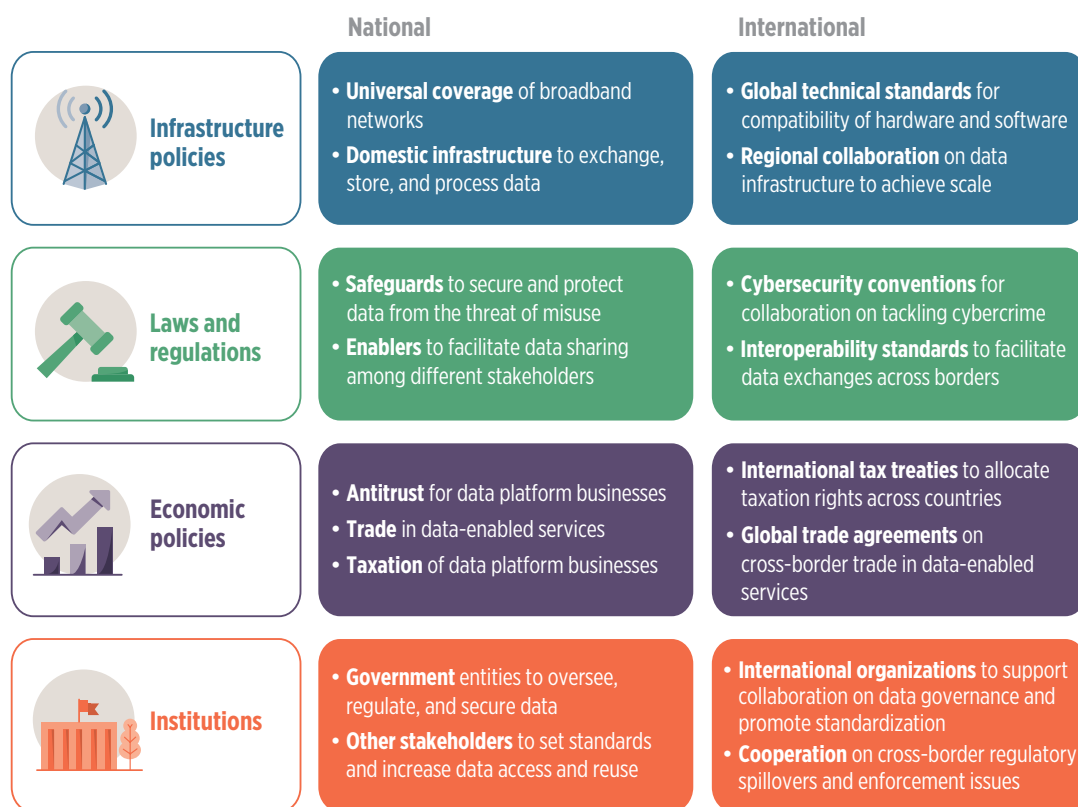 National
International
Infrastructure
policies
• Universal coverage of broadband
networks
• Domestic infrastructure to exchange,
store, and process data
• Global technical standards for
compatibility of hardware and software
• Regional collaboration on data
infrastructure to achieve scale
Laws and
regulations
• Safeguards to secure and protect
data from the threat of misuse
• Enablers to facilitate data sharing
among different stakeholders
• Cybersecurity conventions for
collaboration on tackling cybercrime
• Interoperability standards to facilitate
data exchanges across borders
Economic
policies
• Antitrust for data platform businesses
• Trade in data-enabled services
• Taxation of data platform businesses
• International tax treaties to allocate
taxation rights across countries
• Global trade agreements on
cross-border trade in data-enabled
services
Institutions
• Government entities to oversee,
regulate, and secure data
• Other stakeholders to set standards
and increase data access and reuse
• International organizations to support
collaboration on data governance and
promote standardization
• Cooperation on cross-border regulatory
spillovers and enforcement issues